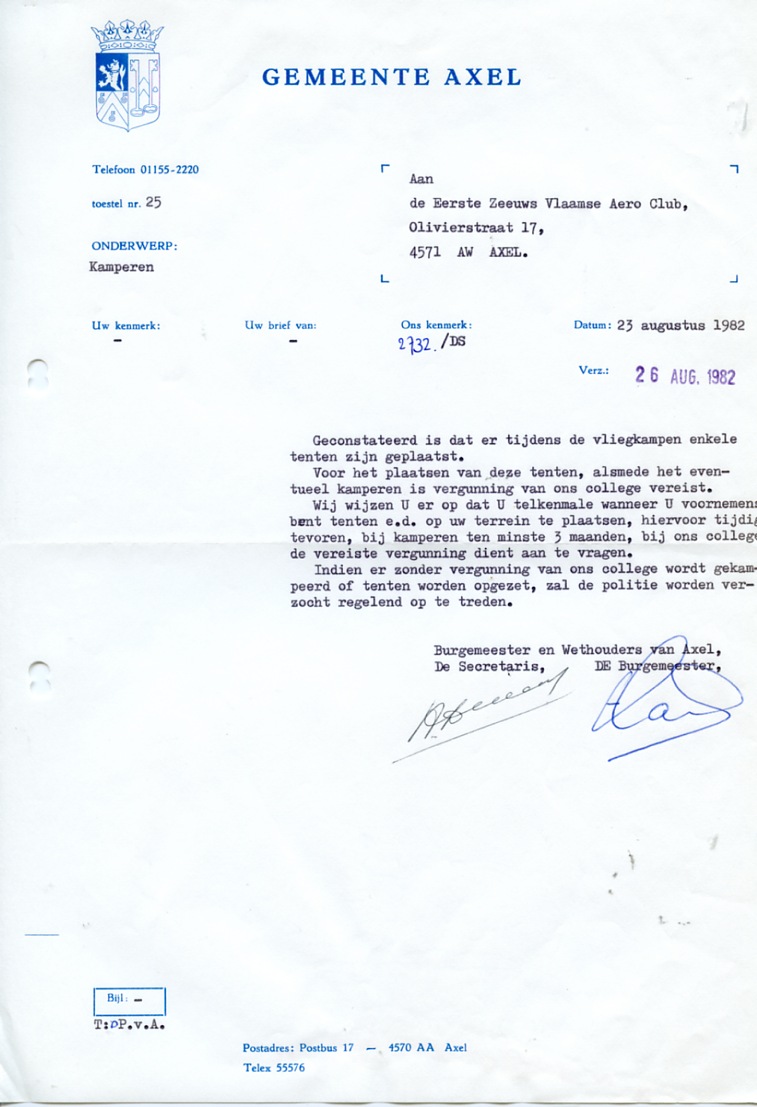 GEMEENTE AXEL
Telefoon 01155-2220
toestel nr. 25
ONDERWERP:
Kamperen
Aan
de Eerste Zeeuws Vlaamse Aero Club,
Olivierstraat 17,
4571 AW AXEL.
Uw kenmerk:
-
Uw brief van:
-
Ons kenmerk:
2732./DS
Datum: 23 augustus 1982
Verz.: 26 AUG. 1982
Geconstateerd is dat er tijdens de vliegkampen enkele
tenten zijn geplaatst.
Voor het plaatsen van deze tenten, alsmede het even-
tueel kamperen is vergunning van ons college vereist.
Wij wijzen U er op dat U telkenmale wanneer U voornemens
bent tenten e.d. op uw terrein te plaatsen, hiervoor tijdig
tevoren, bij kamperen ten minste 3 maanden, bij ons college
de vereiste vergunning dient aan te vragen.
Indien er zonder vergunning van ons college wordt gekam-
peerd of tenten worden opgezet, zal de politie worden ver-
zocht regelend op te treden.
Burgemeester en Wethouders van Axel,
De Secretaris, DE Burgemeester,
Bijl: -
T:DP.v.A.
Postadres: Postbus 17 — 4570 AA Axel
Telex 55576